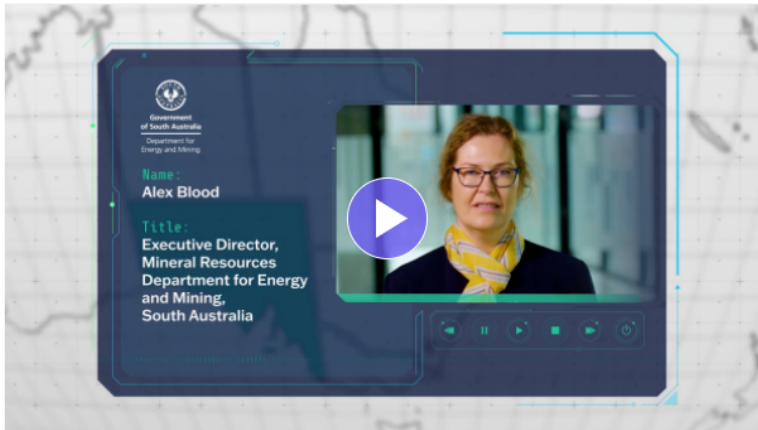 Government
of South Australia
Department for
Energy and Mining
Name:
Alex Blood
Title:
Executive Director,
Mineral Resources
Department for Energy
and Mining,
South Australia